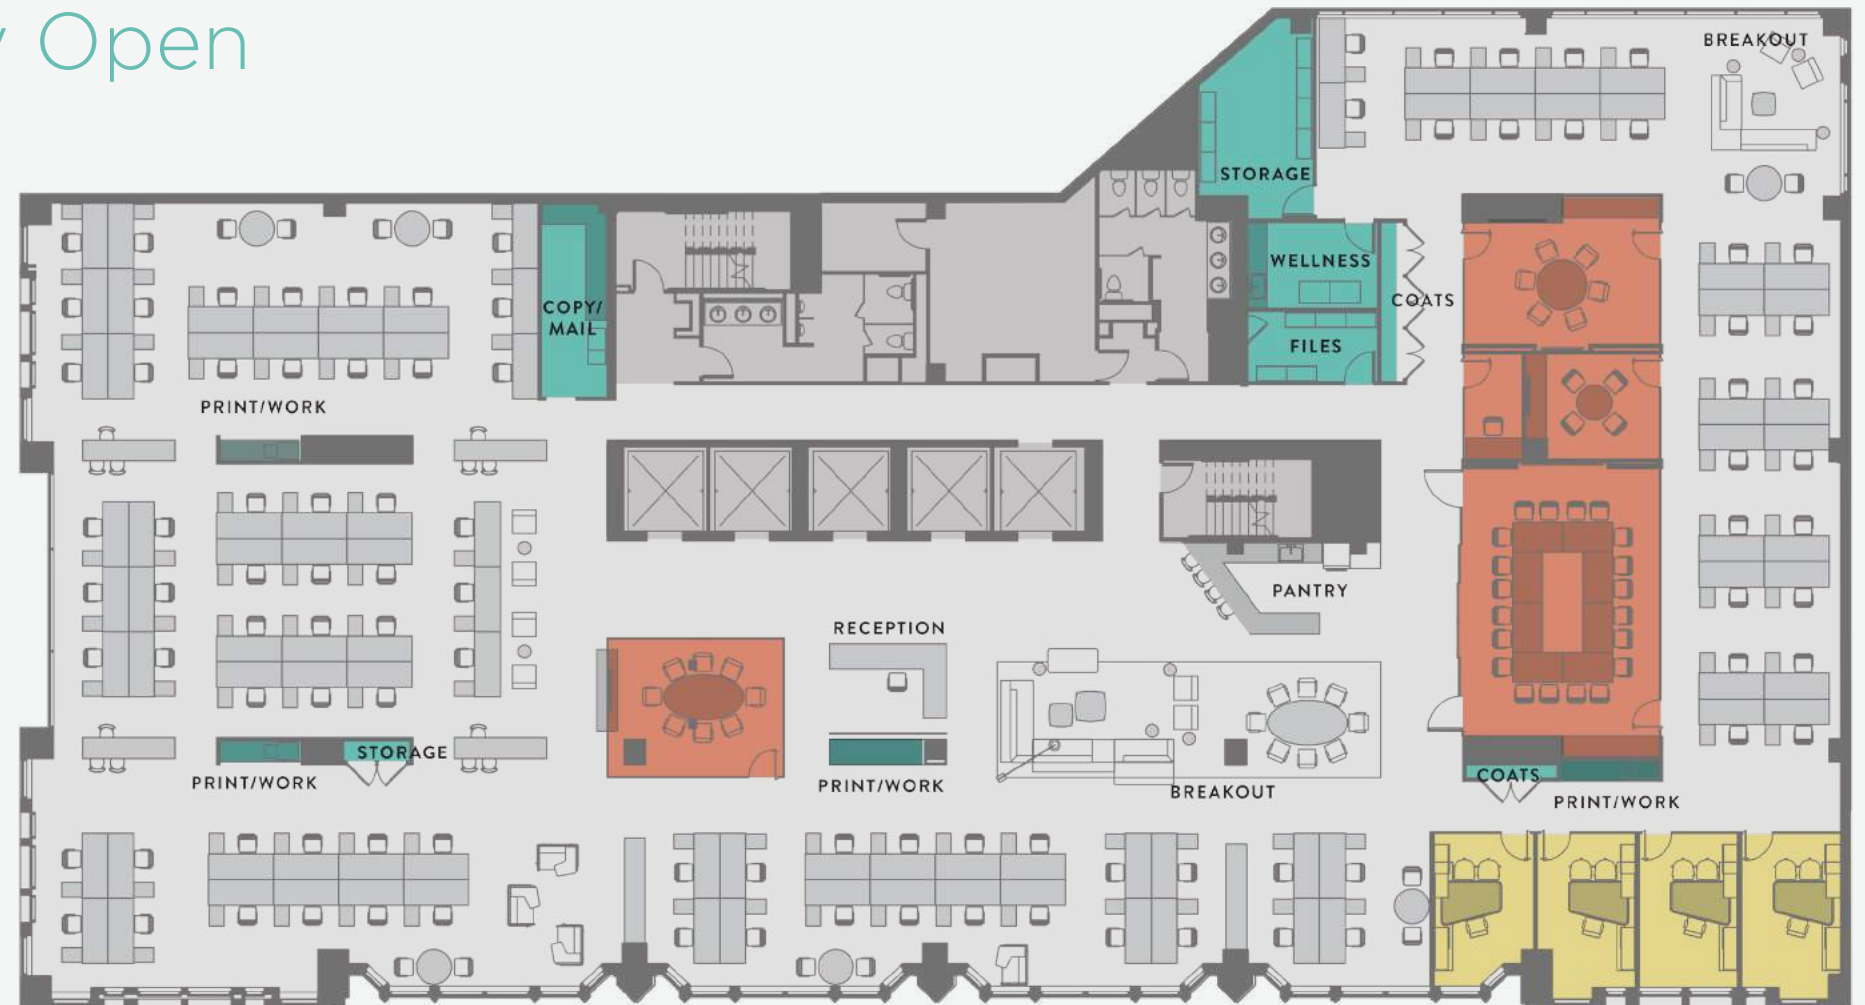 Open
BREAKOUT
STORAGE
WELLNESS
COATS
COPY/
MAIL
FILES
PRINT/WORK
PANTRY
RECEPTION
STORAGE
PRINT/WORK
PRINT/WORK
BREAKOUT
COATS
PRINT/WORK